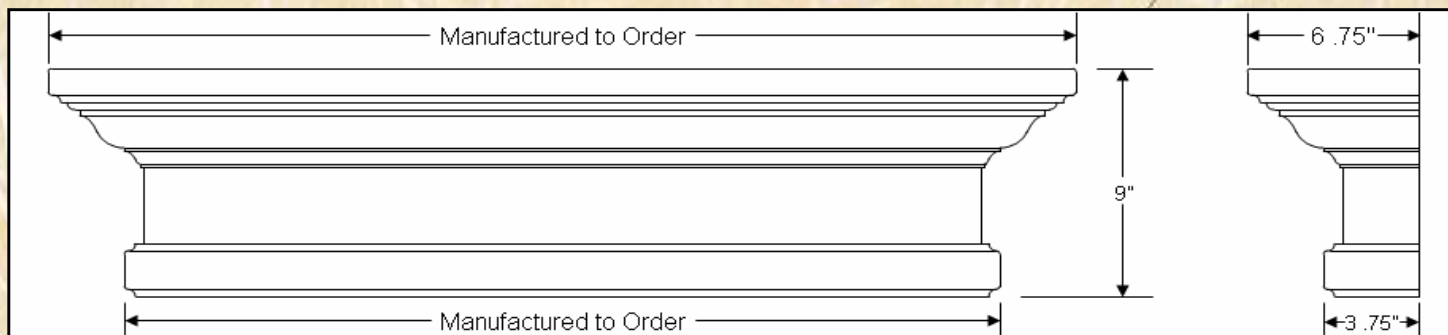 Manufactured to Order
6 .75"
9"
Manufactured to Order
3 .75"